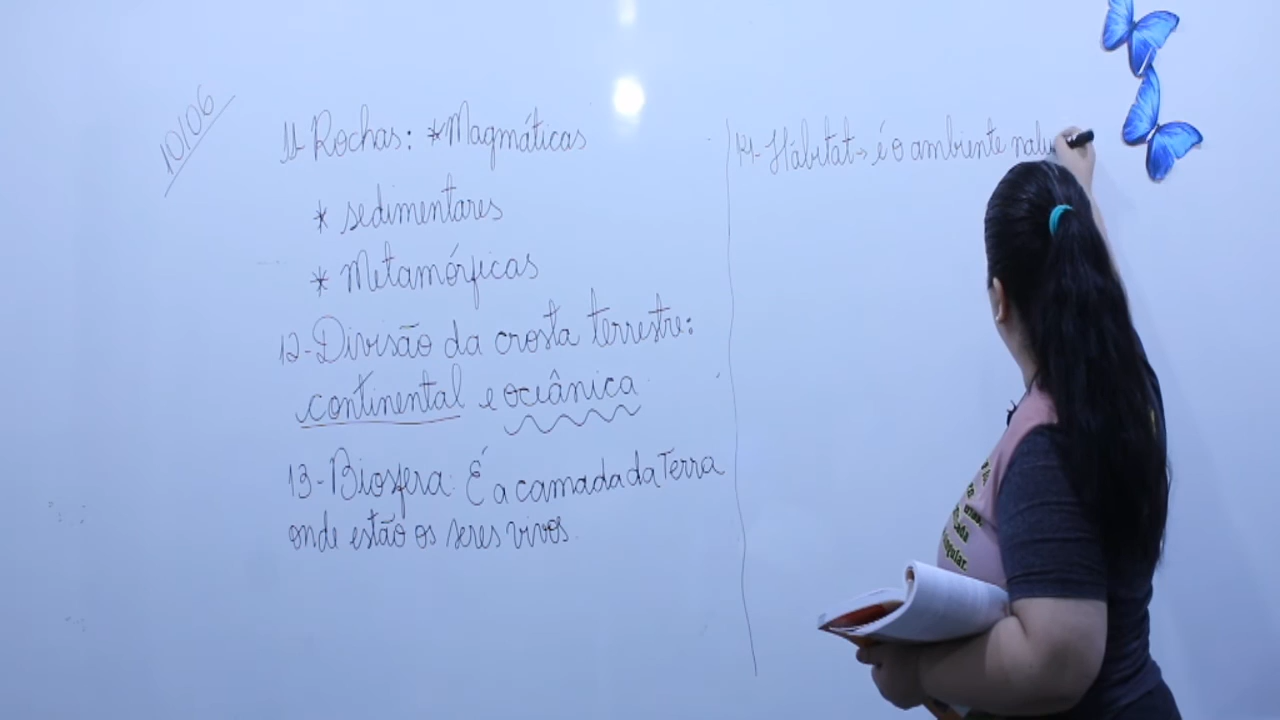 10/06
11-Rochas: *Magmáticas
* sedimentares
* Metamórficas
12-Divisão da crosta terrestre:
continental e oceânica
13-Biosfera: É a camada da Terra
onde estão os seres vivos.
14-Hábitat→ é o ambiente natu